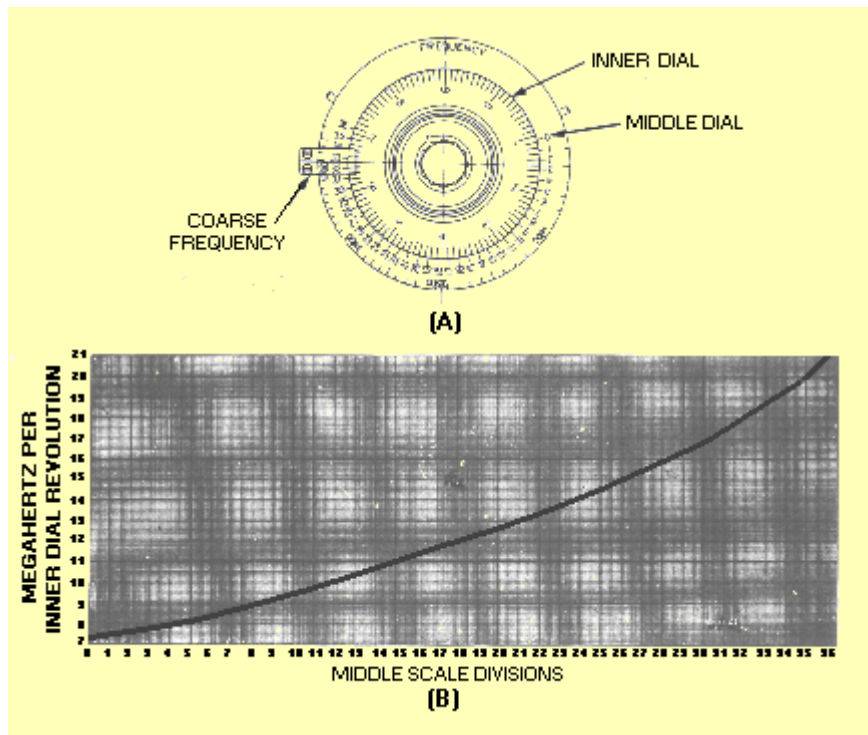 FREQUENCY
INNER DIAL
MIDDLE DIAL
COARSE
FREQUENCY
(A)
MEGAHERTZ PER
INNER DIAL REVOLUTION
21
20
19
18
17
16
15
14
13
12
11
10
9
8
7
0 1 2 3 4 5 6 7 8 9 10 11 12 13 14 15 16 17 18 19 20 21 22 23 24 25 26 27 28 29 30 31 32 33 34 35 36
MIDDLE SCALE DIVISIONS
(B)